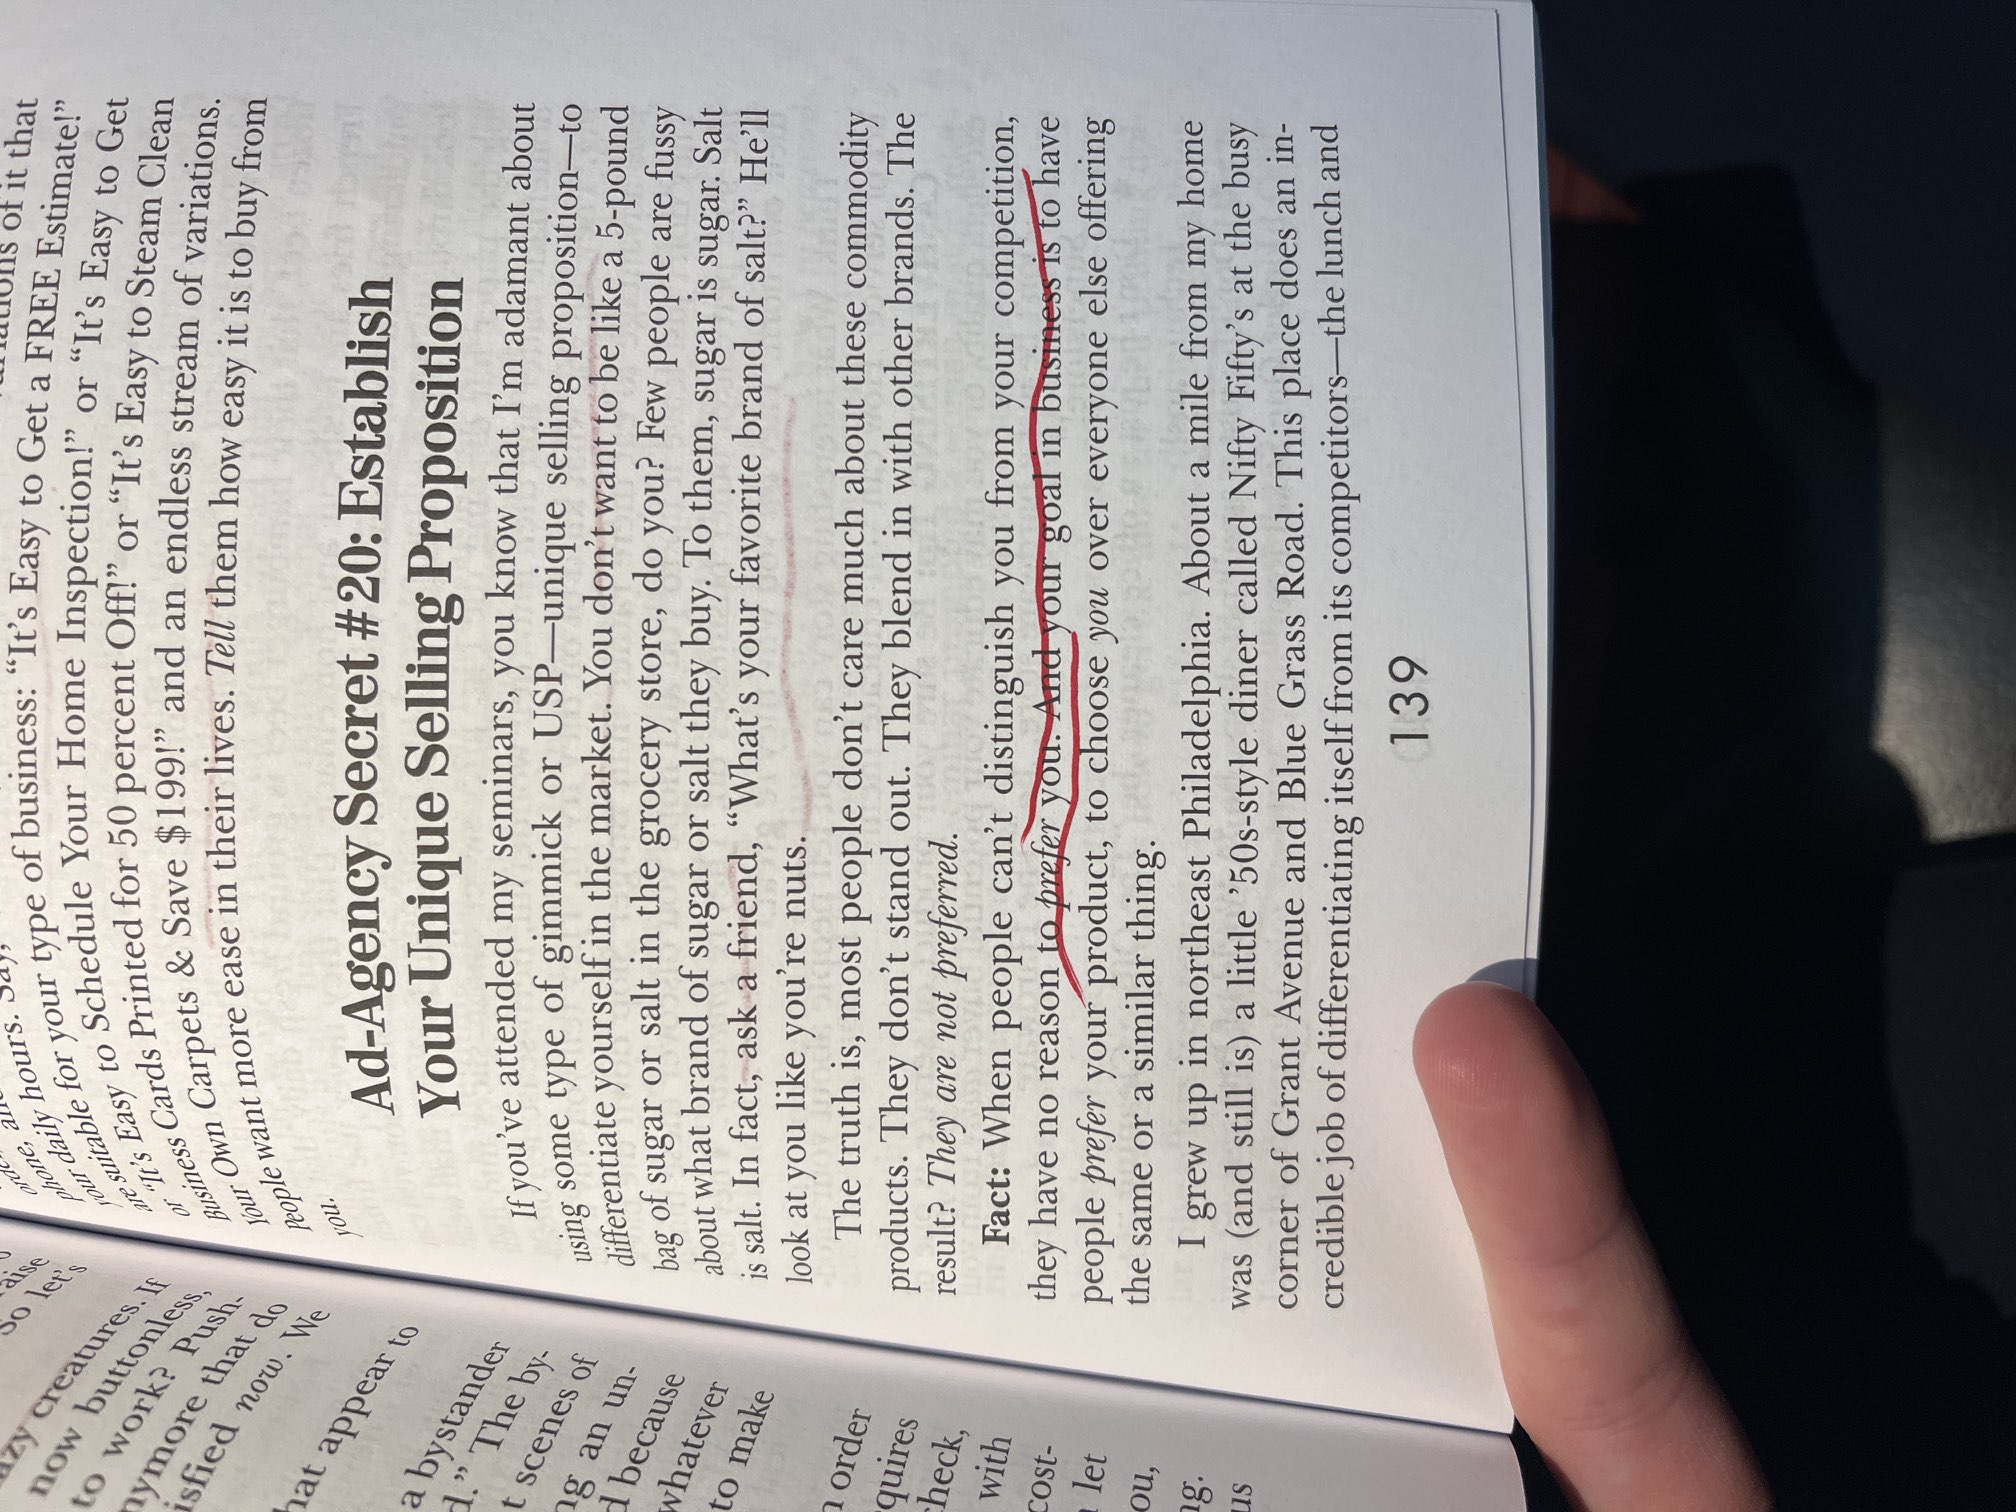 aise
So let's
azy creatures. If
now buttonless,
to work? Push-
nymore that do
isfied now. We
hat appear to
a bystander
d." The by-
t scenes of
ng an un-
d because
whatever
to make
n order
quires
check,
with
cost-
let
ou,
ng.
us
of it that
phone,
your daily hours. Say,
are suitable for your type of business: "It's Easy to Get a FREE Estimate!"
or "It's Easy to Schedule Your Home Inspection!" or "It's Easy to Get
Business Cards Printed for 50 percent Off!" or "It's Easy to Steam Clean
Your Own Carpets & Save $199!" and an endless stream of variations.
People want more ease in their lives. Tell them how easy it is to buy from
you.
Ad-Agency Secret #20: Establish
Your Unique Selling Proposition
If you've attended my seminars, you know that I'm adamant about
using some type of gimmick or USP—unique selling proposition—to
differentiate yourself in the market. You don't want to be like a 5-pound
bag of sugar or salt in the grocery store, do you? Few people are fussy
about what brand of sugar or salt they buy. To them, sugar is sugar. Salt
is salt. In fact, ask a friend, "What's your favorite brand of salt?" He'll
look at you like you're nuts.
The truth is, most people don't care much about these commodity
products. They don't stand out. They blend in with other brands. The
result? They are not preferred.
Fact: When people can't distinguish you from your competition,
they have no reason to prefer you. And your goal in business is to have
people prefer your product, to choose you over everyone else offering
the same or a similar thing.
I grew up in northeast Philadelphia. About a mile from my home
was (and still is) a little '50s-style diner called Nifty Fifty's at the busy
corner of Grant Avenue and Blue Grass Road. This place does an in-
credible job of differentiating itself from its competitors—the lunch and
139